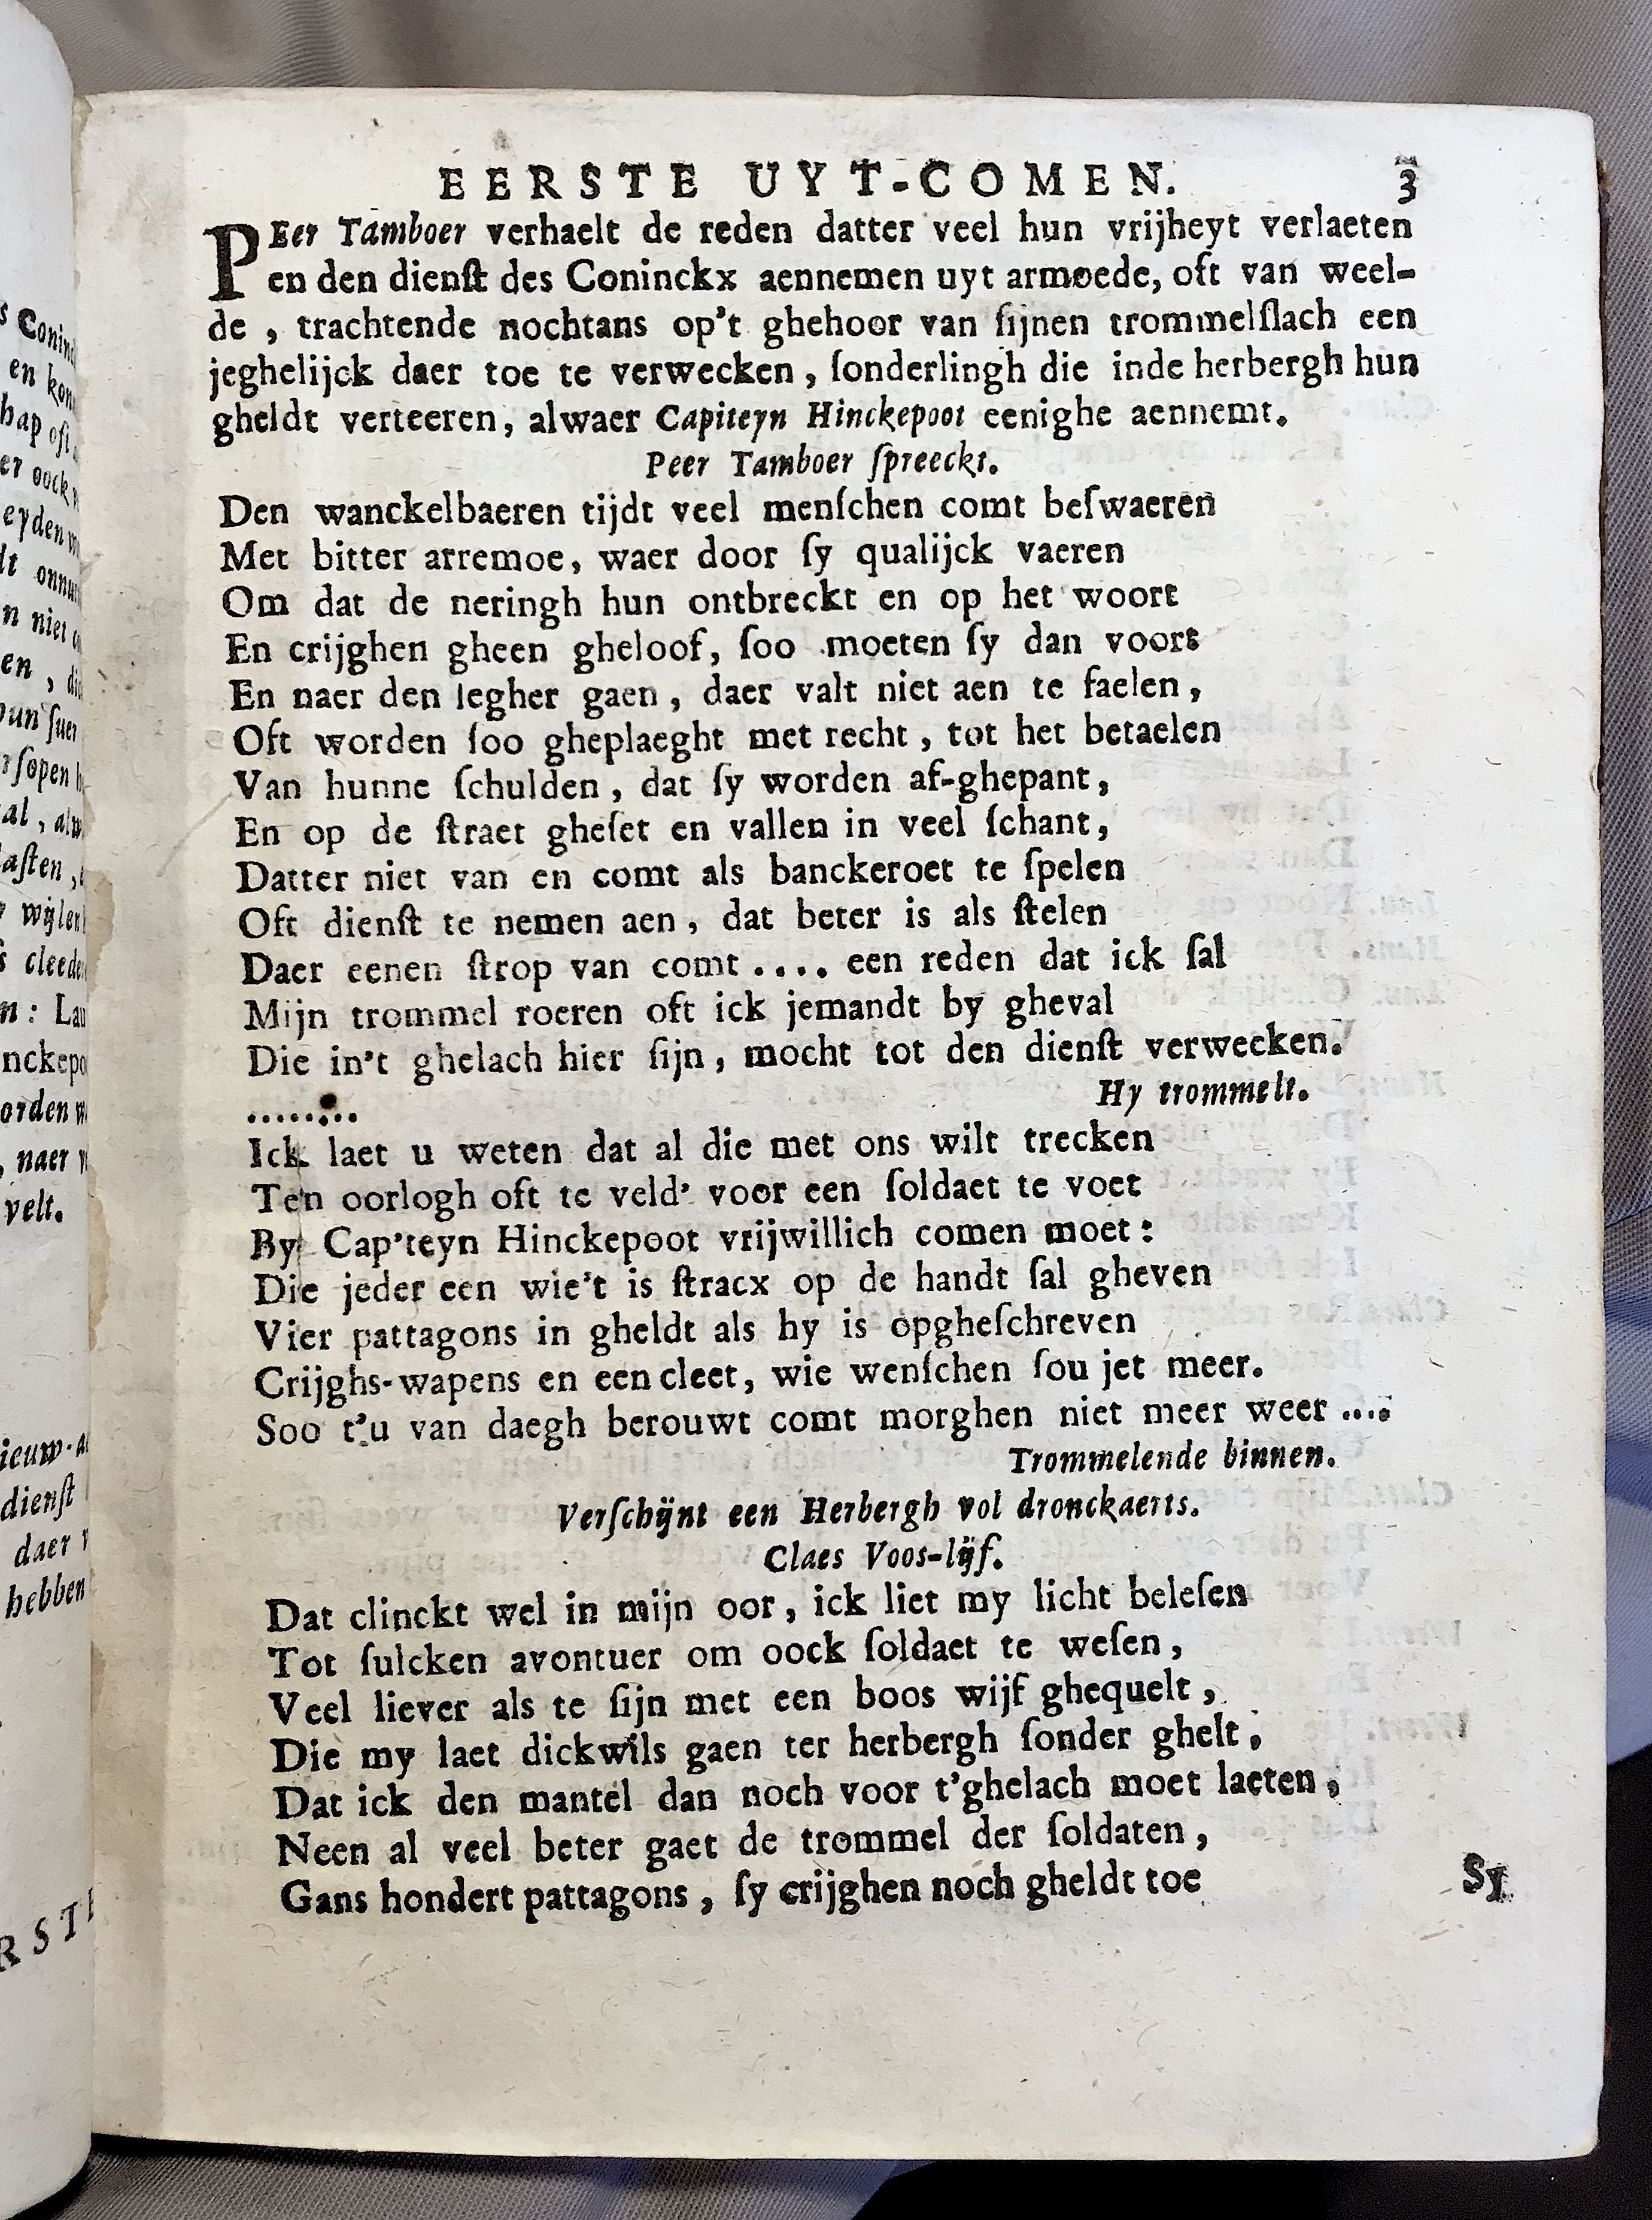 EERSTE UYT-COMEN. 3
PEer Tamboer verhaelt de reden datter veel hun vrijheyt verlaeten
en den dienſt des Coninckx aennemen uyt armoede, oft van weel-
de , trachtende nochtans op't ghehoor van ſijnen trommelſlach een
jeghelijck daer toe te verwecken , ſonderlingh die inde herbergh hun
gheldt verteeren, alwaer Capiteyn Hinckepoot eenighe aennemt.
Peer Tamboer ſpreeckt.
Den wanckelbaeren tijdt veel menſchen comt beſwaeren
Met bitter arremoe, waer door ſy qualijck vaeren
Om dat de neringh hun ontbreckt en op het woort
En crijghen gheen gheloof, ſoo moeten ſy dan voort
En naer den legher gaen , daer valt niet aen te faelen ,
Oft worden ſoo gheplaeght met recht , tot het betaelen
Van hunne ſchulden , dat ſy worden af-ghepant ,
En op de ſtraet gheſet en vallen in veel ſchant ,
Datter niet van en comt als banckeroet te ſpelen
Oft dienſt te nemen aen , dat beter is als ſtelen
Daer eenen ſtrop van comt .... een reden dat ick ſal
Mijn trommel roeren oft ick jemandt by gheval
Die in't ghelach hier ſijn , mocht tot den dienſt verwecken.
Hy trommelt.
........
Ick laet u weten dat al die met ons wilt trecken
Ten oorlogh oft te veld' voor een ſoldaet te voet
By Cap'teyn Hinckepoot vrijwillich comen moet :
Die jeder een wie't is ſtracx op de handt ſal gheven
Vier pattagons in gheldt als hy is opgheſchreven
Crijghs-wapens en een cleet, wie wenſchen ſou jet meer.
Soo t'u van daegh berouwt comt morghen niet meer weer ....
Trommelende binnen.
Verſchijnt een Herbergh vol dronckaerts.
Claes Voos-lijf.
Dat clinckt wel in mijn oor , ick liet my licht beleſen
Tot ſulcken avontuer om oock ſoldaet te weſen ,
Veel liever als te ſijn met een boos wijf ghequelt ,
Die my laet dickwils gaen ter herbergh ſonder ghelt ,
Dat ick den mantel dan noch voor t'ghelach moet laeten ,
Neen al veel beter gaet de trommel der ſoldaten ,
Gans hondert pattagons , ſy crijghen noch gheldt toe
Sy